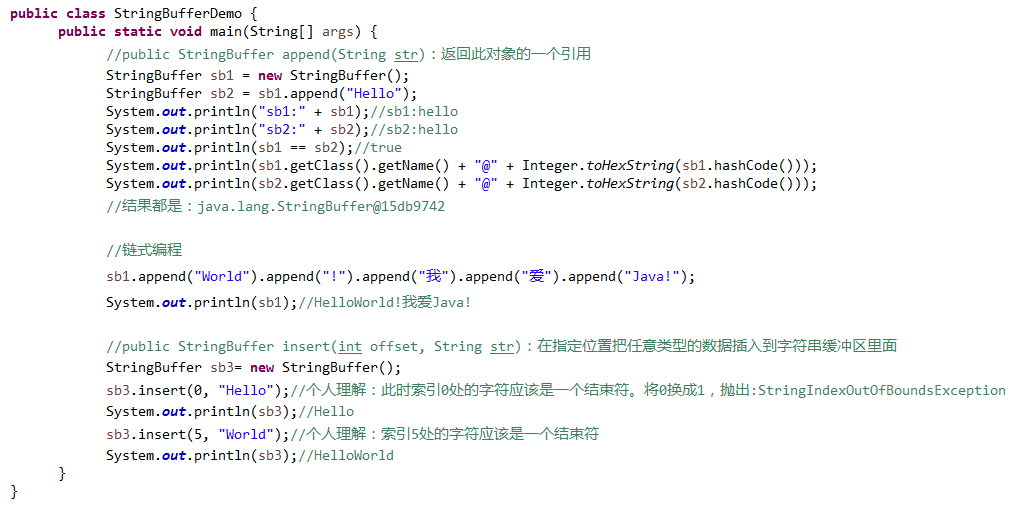 public class StringBufferDemo {
public static void main(String[] args) {
//public StringBuffer append(String str)：返回此对象的一个引用
StringBuffer sb1 = new StringBuffer();
StringBuffer sb2 = sb1.append("Hello");
System.out.println("sb1:" + sb1);//sb1:hello
System.out.println("sb2:" + sb2);//sb2:hello
System.out.println(sb1 == sb2);//true
System.out.println(sb1.getClass().getName() + "@" + Integer.toHexString(sb1.hashCode()));
System.out.println(sb2.getClass().getName() + "@" + Integer.toHexString(sb2.hashCode()));
//结果都是：java.lang.StringBuffer@15db9742
//链式编程
sb1.append("World").append("!").append("我").append("爱").append("Java!");
System.out.println(sb1);//HelloWorld!我爱Java!
//public StringBuffer insert(int offset, String str)：在指定位置把任意类型的数据插入到字符串缓冲区里面
StringBuffer sb3= new StringBuffer();
sb3.insert(0, "Hello");//个人理解：此时索引0处的字符应该是一个结束符。将0换成1，抛出:StringIndexOutOfBoundsException
System.out.println(sb3);//Hello
sb3.insert(5, "World");//个人理解：索引5处的字符应该是一个结束符
System.out.println(sb3);//HelloWorld
}
}